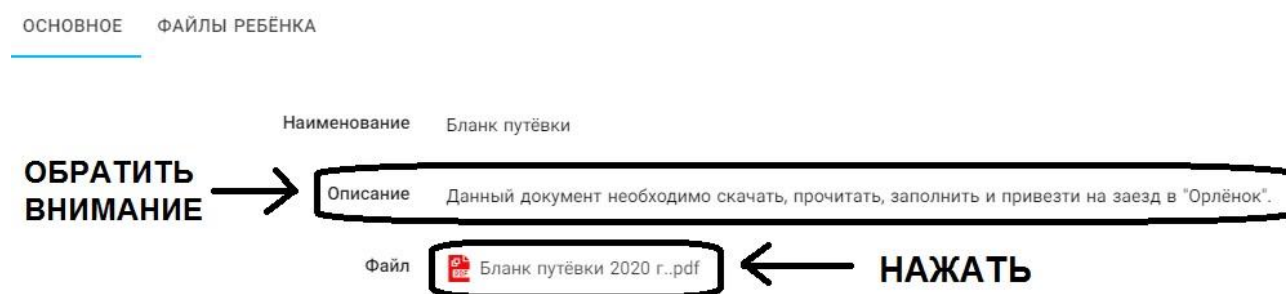 ОСНОВНОЕ ФАЙЛЫ РЕБЁНКА
Наименование Бланк путёвки
ОБРАТИТЬ
ВНИМАНИЕ
Описание Данный документ необходимо скачать, прочитать, заполнить и привезти на заезд в "Орлёнок".
Файл Бланк путёвки 2020 г..pdf НАЖАТЬ